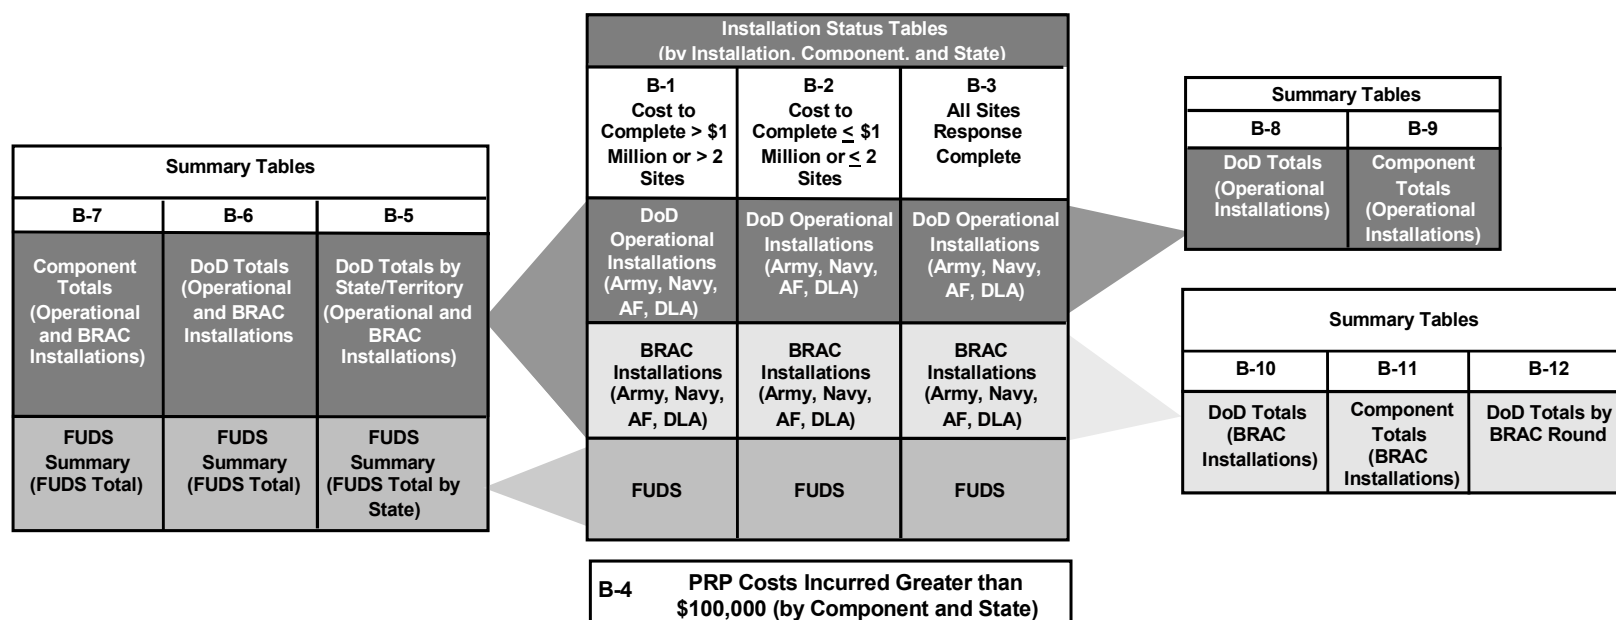 Installation Status Tables
(by Installation, Component, and State)
B-1
Cost to
Complete > $1
Million or > 2
Sites
B-2
Cost to
Complete ≤ $1
Million or ≤ 2
Sites
B-3
All Sites
Response
Complete
DoD
Operational
Installations
(Army, Navy,
AF, DLA)
DoD Operational
Installations
(Army, Navy,
AF, DLA)
DoD Operational
Installations
(Army, Navy,
AF, DLA)
BRAC
Installations
(Army, Navy,
AF, DLA)
BRAC
Installations
(Army, Navy,
AF, DLA)
BRAC
Installations
(Army, Navy,
AF, DLA)
FUDS
FUDS
FUDS
B-4
PRP Costs Incurred Greater than
$100,000 (by Component and State)
Summary Tables
B-7
B-6
B-5
Component
Totals
(Operational
and BRAC
Installations)
DoD Totals
(Operational
and BRAC
Installations
DoD Totals by
State/Territory
(Operational and
BRAC
Installations)
FUDS
Summary
(FUDS Total)
FUDS
Summary
(FUDS Total)
FUDS
Summary
(FUDS Total by
State)
Summary Tables
B-8
B-9
DoD Totals
(Operational
Installations)
Component
Totals
(Operational
Installations)
Summary Tables
B-10
B-11
B-12
DoD Totals
(BRAC
Installations)
Component
Totals
(BRAC
Installations)
DoD Totals by
BRAC Round